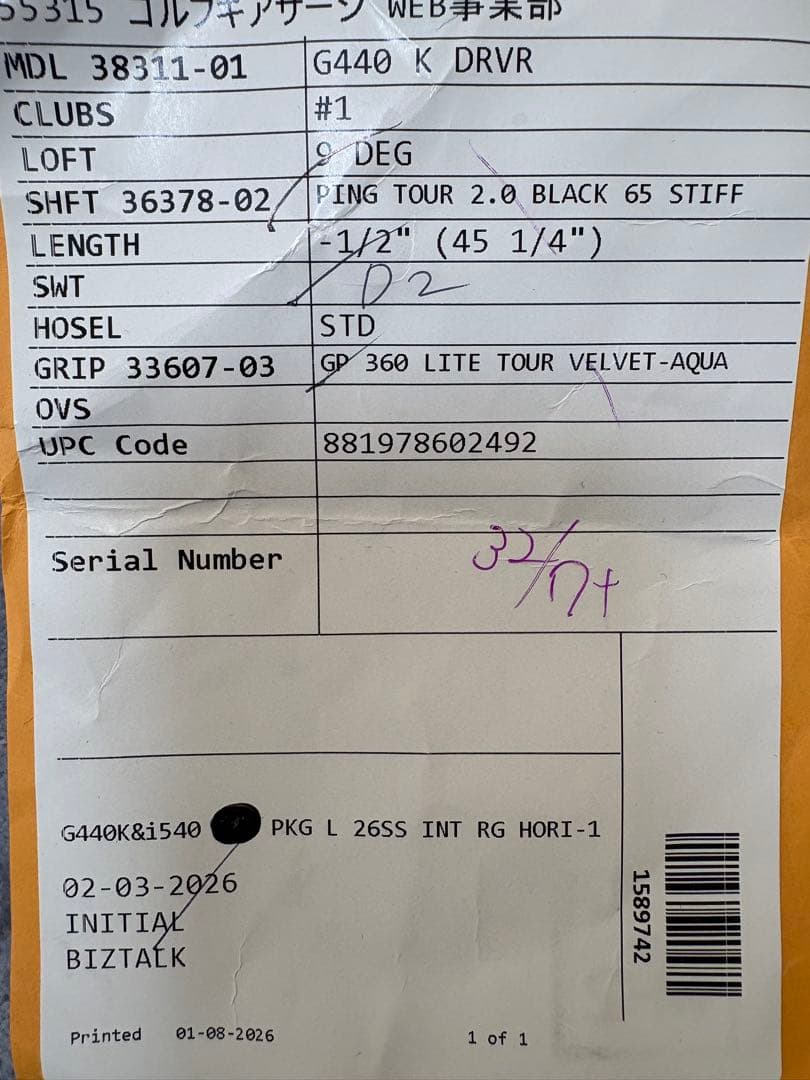 55315 ゴルフギアサージ WEB事業部
MDL 38311-01 G440 K DRVR
CLUBS #1
LOFT 9 DEG
SHFT 36378-02 PING TOUR 2.0 BLACK 65 STIFF
LENGTH -1/2" (45 1/4")
SWT D2
HOSEL STD
GRIP 33607-03 GP 360 LITE TOUR VELVET-AQUA
OVS
UPC Code 881978602492
Serial Number
G440K&i540 PKG L 26SS INT RG HORI-1
02-03-2026
INITIAL
BIZTALK
1589742
Printed 01-08-2026 1 of 1